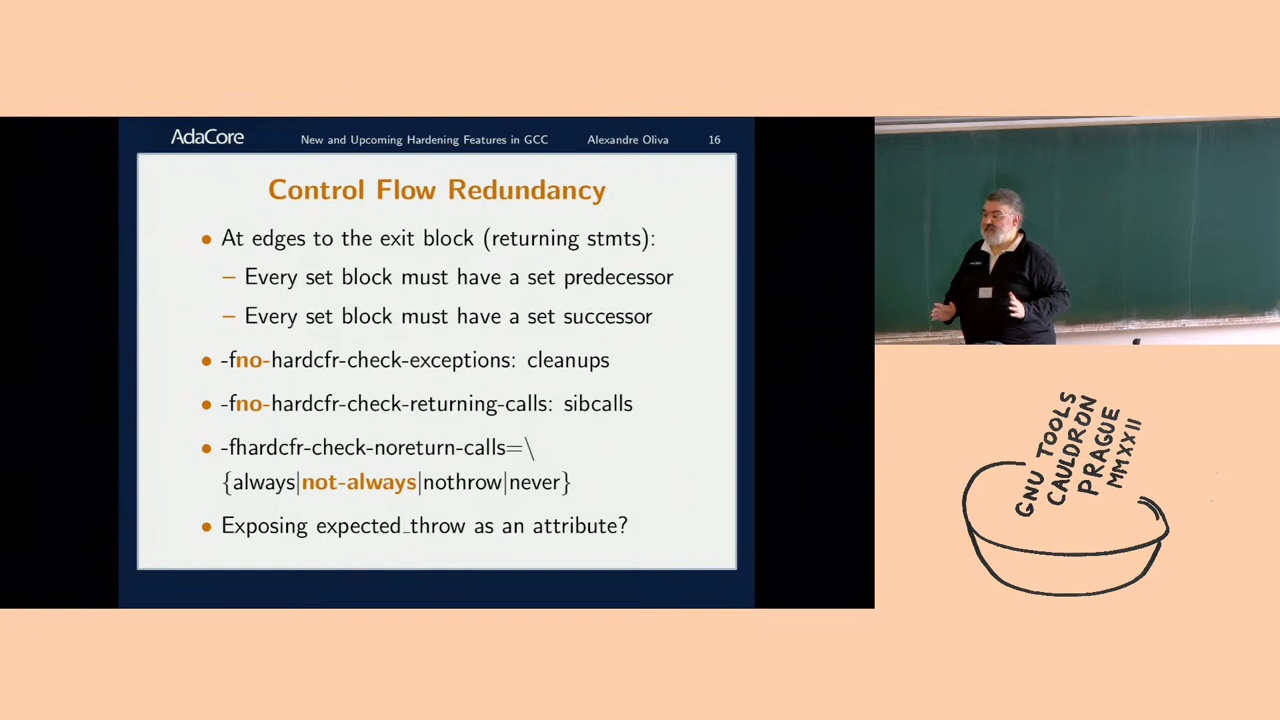 AdaCore New and Upcoming Hardening Features in GCC Alexandre Oliva 16
Control Flow Redundancy
• At edges to the exit block (returning stmts):
– Every set block must have a set predecessor
– Every set block must have a set successor
• -fno-hardcfr-check-exceptions: cleanups
• -fno-hardcfr-check-returning-calls: sibcalls
• -fhardcfr-check-noreturn-calls=\
{always|not-always|nothrow|never}
• Exposing expected_throw as an attribute?
GNU TOOLS
CAULDRON
PRAGUE
MMXXII